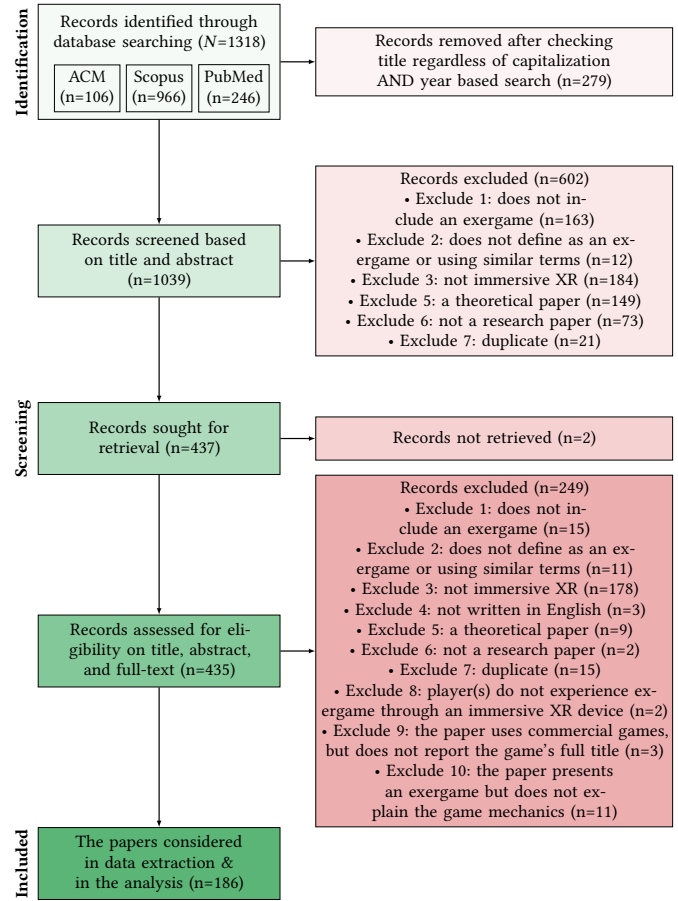 Identification
Records identified through
database searching (N=1318)
ACM
(n=106)
Scopus
(n=966)
PubMed
(n=246)
Records removed after checking
title regardless of capitalization
AND year based search (n=279)
Screening
Records screened based
on title and abstract
(n=1039)
Records excluded (n=602)
• Exclude 1: does not in-
clude an exergame (n=163)
• Exclude 2: does not define as an ex-
ergame or using similar terms (n=12)
• Exclude 3: not immersive XR (n=184)
• Exclude 5: a theoretical paper (n=149)
• Exclude 6: not a research paper (n=73)
• Exclude 7: duplicate (n=21)
Records sought for
retrieval (n=437)
Records not retrieved (n=2)
Records assessed for eli-
gibility on title, abstract,
and full-text (n=435)
Records excluded (n=249)
• Exclude 1: does not in-
clude an exergame (n=15)
• Exclude 2: does not define as an ex-
ergame or using similar terms (n=11)
• Exclude 3: not immersive XR (n=178)
• Exclude 4: not written in English (n=3)
• Exclude 5: a theoretical paper (n=9)
• Exclude 6: not a research paper (n=2)
• Exclude 7: duplicate (n=15)
• Exclude 8: player(s) do not experience ex-
ergame through an immersive XR device (n=2)
• Exclude 9: the paper uses commercial games,
but does not report the game's full title (n=3)
• Exclude 10: the paper presents
an exergame but does not ex-
plain the game mechanics (n=11)
Included
The papers considered
in data extraction &
in the analysis (n=186)